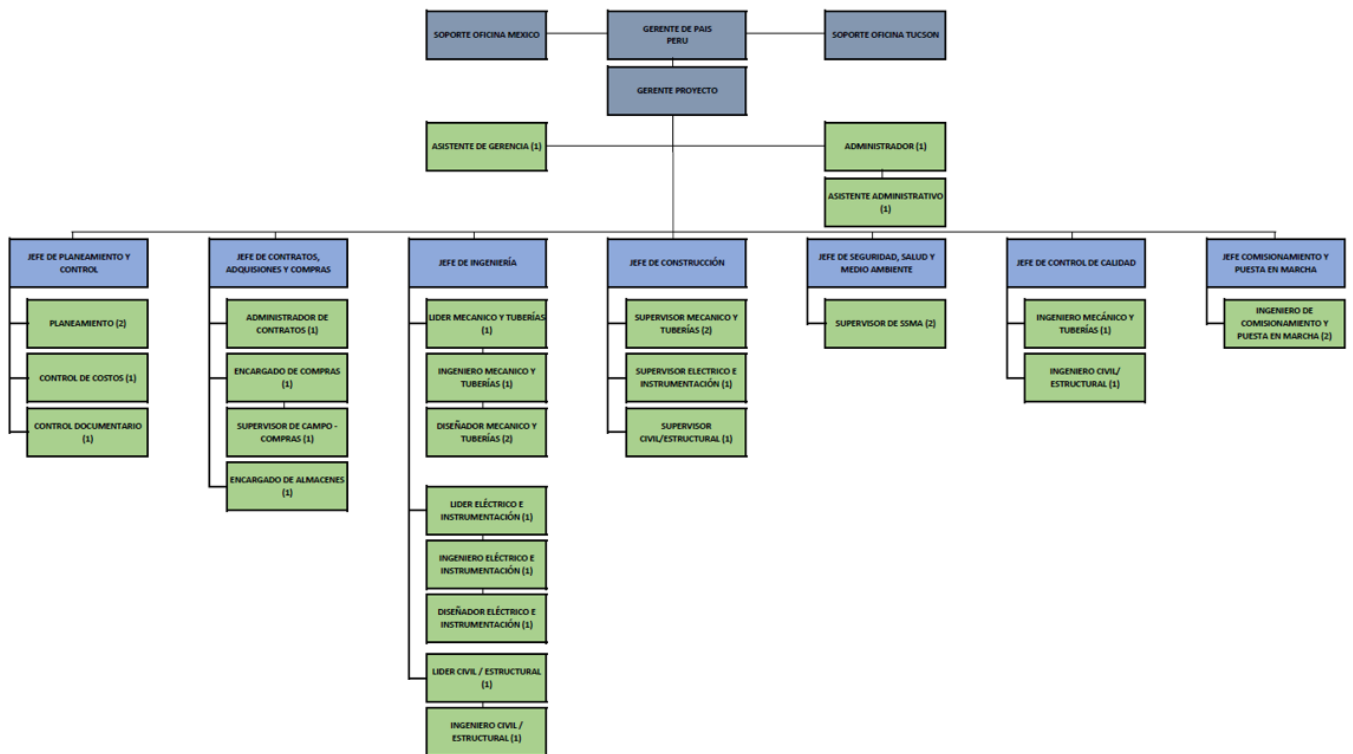 SOPORTE OFICINA MEXICO
GERENTE DE PAIS
PERU
SOPORTE OFICINA TUCSON
GERENTE PROYECTO
ASISTENTE DE GERENCIA (1)
ADMINISTRADOR (1)
ASISTENTE ADMINISTRATIVO
(1)
JEFE DE PLANEAMIENTO Y
CONTROL
PLANEAMIENTO (2)
CONTROL DE COSTOS (1)
CONTROL DOCUMENTARIO
(1)
JEFE DE CONTRATOS,
ADQUISIONES Y COMPRAS
ADMINISTRADOR DE
CONTRATOS (1)
ENCARGADO DE COMPRAS
(1)
SUPERVISOR DE CAMPO -
COMPRAS (1)
ENCARGADO DE ALMACENES
(1)
JEFE DE INGENIERÍA
LIDER MECANICO Y TUBERÍAS
(1)
INGENIERO MECANICO Y
TUBERÍAS (1)
DISEÑADOR MECANICO Y
TUBERÍAS (2)
LIDER ELÉCTRICO E
INSTRUMENTACIÓN (1)
INGENIERO ELÉCTRICO E
INSTRUMENTACIÓN (1)
DISEÑADOR ELÉCTRICO E
INSTRUMENTACIÓN (1)
LIDER CIVIL / ESTRUCTURAL
(1)
INGENIERO CIVIL /
ESTRUCTURAL (1)
JEFE DE CONSTRUCCIÓN
SUPERVISOR MECANICO Y
TUBERÍAS (2)
SUPERVISOR ELECTRICO E
INSTRUMENTACIÓN (1)
SUPERVISOR
CIVIL/ESTRUCTURAL (1)
JEFE DE SEGURIDAD, SALUD Y
MEDIO AMBIENTE
SUPERVISOR DE SSMA (2)
JEFE DE CONTROL DE CALIDAD
INGENIERO MECÁNICO Y
TUBERÍAS (1)
INGENIERO CIVIL/
ESTRUCTURAL (1)
JEFE COMISIONAMIENTO Y
PUESTA EN MARCHA
INGENIERO DE
COMISIONAMIENTO Y
PUESTA EN MARCHA (2)